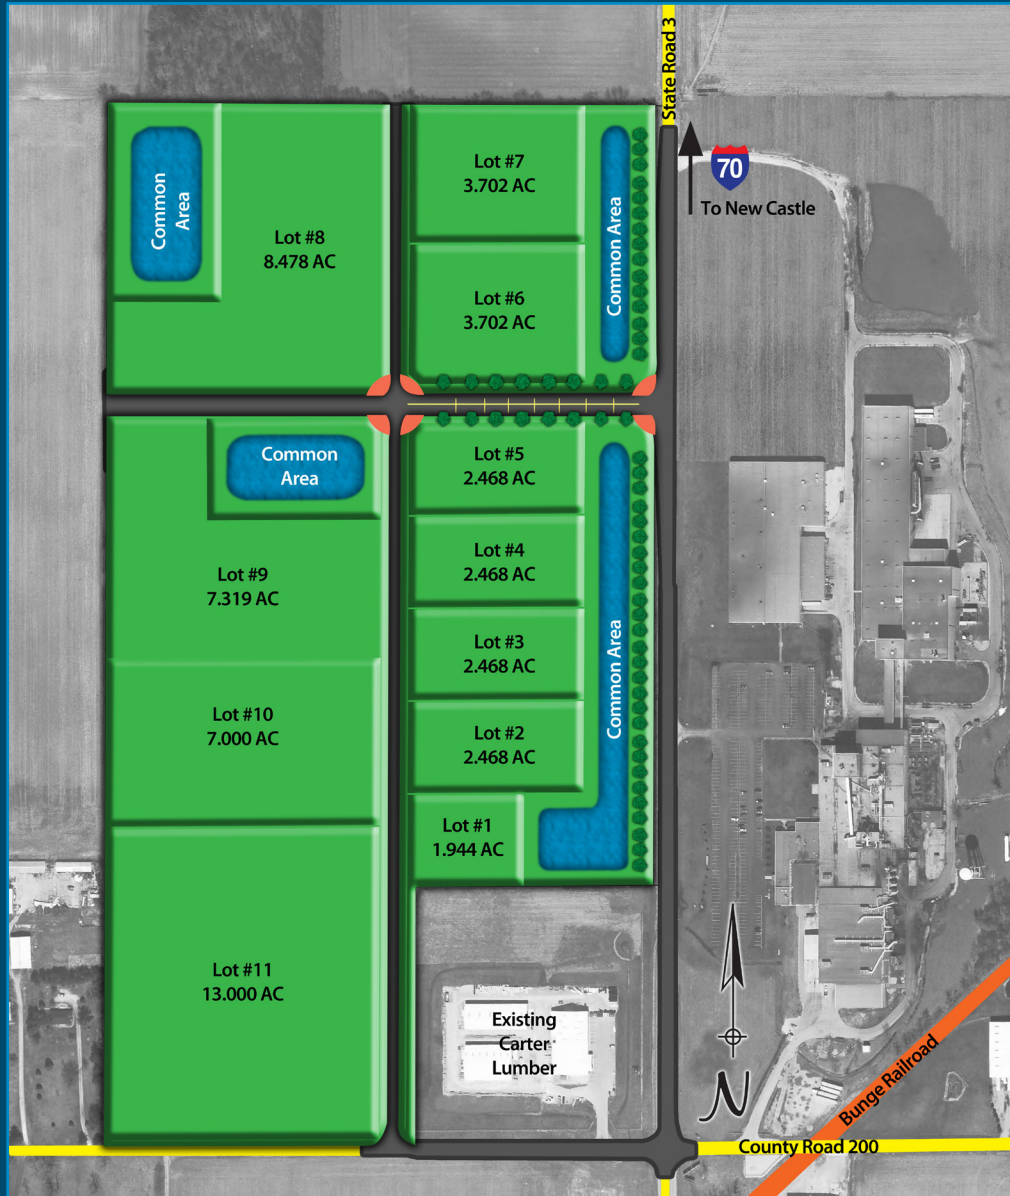 State Road 3
70
To New Castle
Common
Area
Lot #8
8.478 AC
Lot #7
3.702 AC
Lot #6
3.702 AC
Common Area
Common
Area
Lot #9
7.319 AC
Lot #10
7.000 AC
Lot #11
13.000 AC
Lot #5
2.468 AC
Lot #4
2.468 AC
Lot #3
2.468 AC
Lot #2
2.468 AC
Lot #1
1.944 AC
Common Area
Existing
Carter
Lumber
N
Bunge Railroad
County Road 200